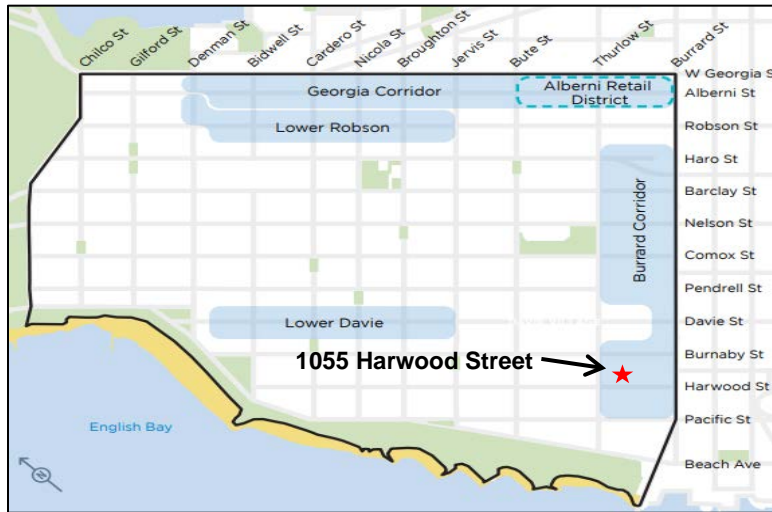 Chilco St
Gilford St
Denman St
Bidwell St
Cardero St
Nicola St
Broughton St
Jervis St
Bute St
Thurlow St
Burrard St
W Georgia S
Georgia Corridor
Alberni Retail
District
Alberni St
Lower Robson
Robson St
Haro St
Barclay St
Nelson St
Burrard Corridor
Comox St
Pendrell St
Lower Davie
Davie St
1055 Harwood Street
Burnaby St
Harwood St
English Bay
Pacific St
N
Beach Ave